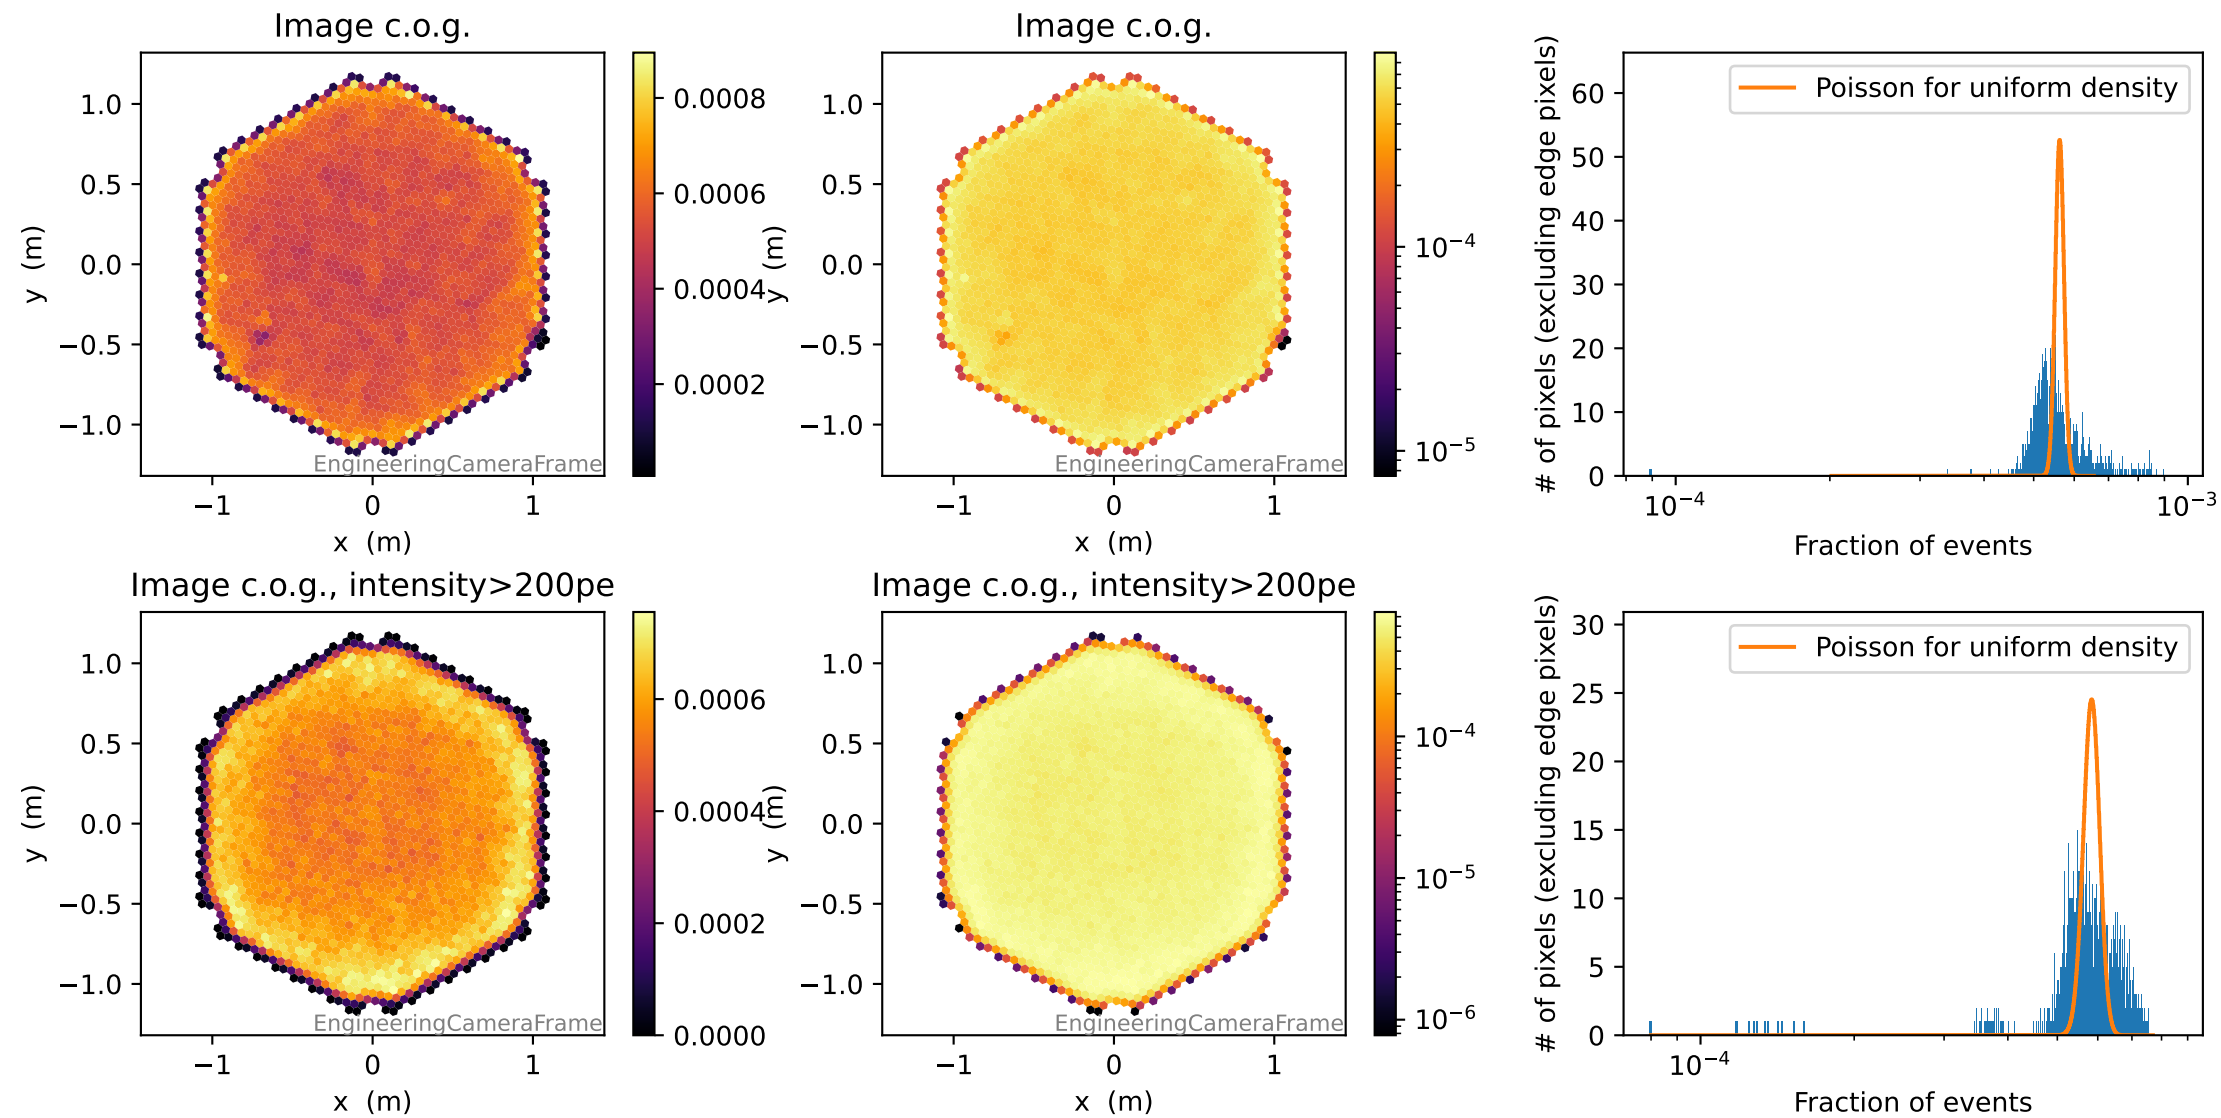 Image c.o.g.
1.0
0.5
0.0
−0.5
−1.0
y (m)
−1
0
1
x (m)
EngineeringCameraFrame
0.0008
0.0006
0.0004
0.0002
Image c.o.g.
1.0
0.5
0.0
−0.5
−1.0
y (m)
−1
0
1
x (m)
EngineeringCameraFrame
10⁻⁴
10⁻⁵
# of pixels (excluding edge pixels)
60
50
40
30
20
10
0
Poisson for uniform density
10⁻⁴
10⁻³
Fraction of events
Image c.o.g., intensity>200pe
1.0
0.5
0.0
−0.5
−1.0
y (m)
−1
0
1
x (m)
EngineeringCameraFrame
0.0006
0.0004
0.0002
0.0000
Image c.o.g., intensity>200pe
1.0
0.5
0.0
−0.5
−1.0
y (m)
−1
0
1
x (m)
EngineeringCameraFrame
10⁻⁴
10⁻⁵
10⁻⁶
# of pixels (excluding edge pixels)
30
25
20
15
10
5
0
Poisson for uniform density
10⁻⁴
Fraction of events